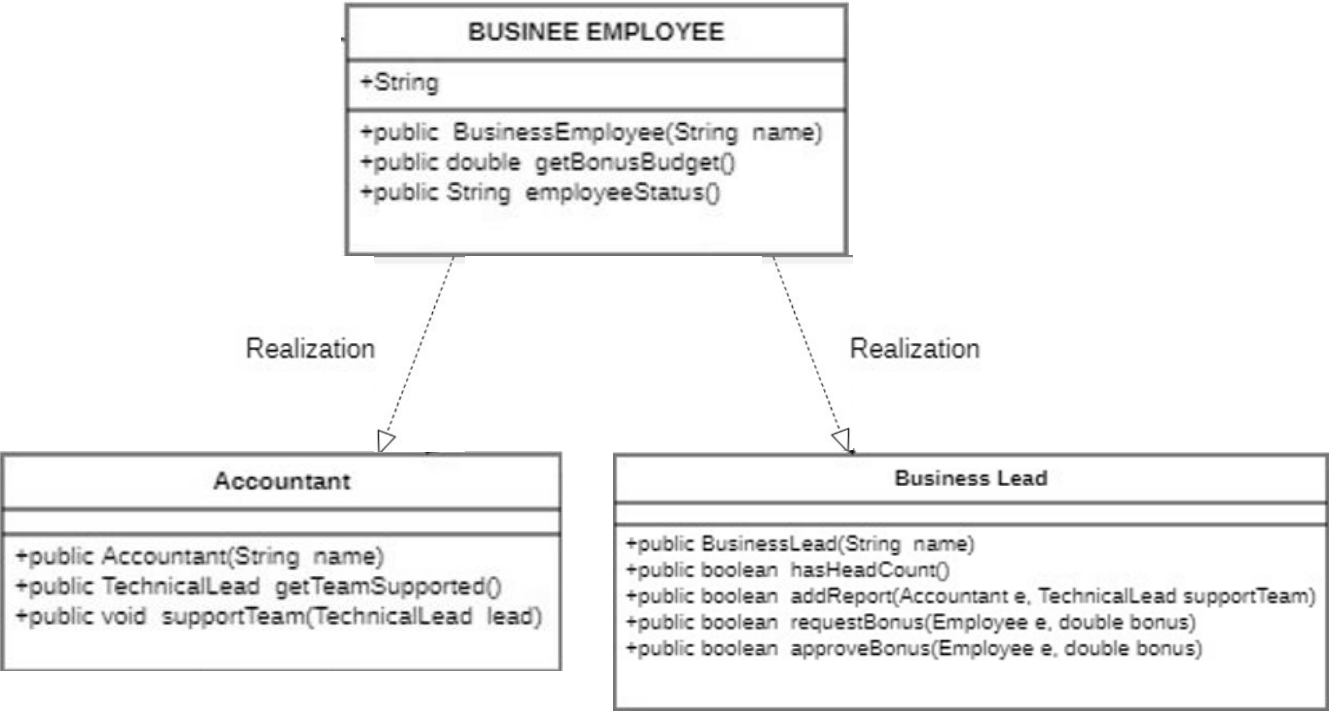 BUSINEE EMPLOYEE
+String
+public BusinessEmployee(String name)
+public double getBonusBudget()
+public String employeeStatus()
Realization
Realization
Accountant
+public Accountant(String name)
+public TechnicalLead getTeamSupported()
+public void supportTeam(TechnicalLead lead)
Business Lead
+public BusinessLead(String name)
+public boolean hasHeadCount()
+public boolean addReport(Accountant e, TechnicalLead supportTeam)
+public boolean requestBonus(Employee e, double bonus)
+public boolean approveBonus(Employee e, double bonus)